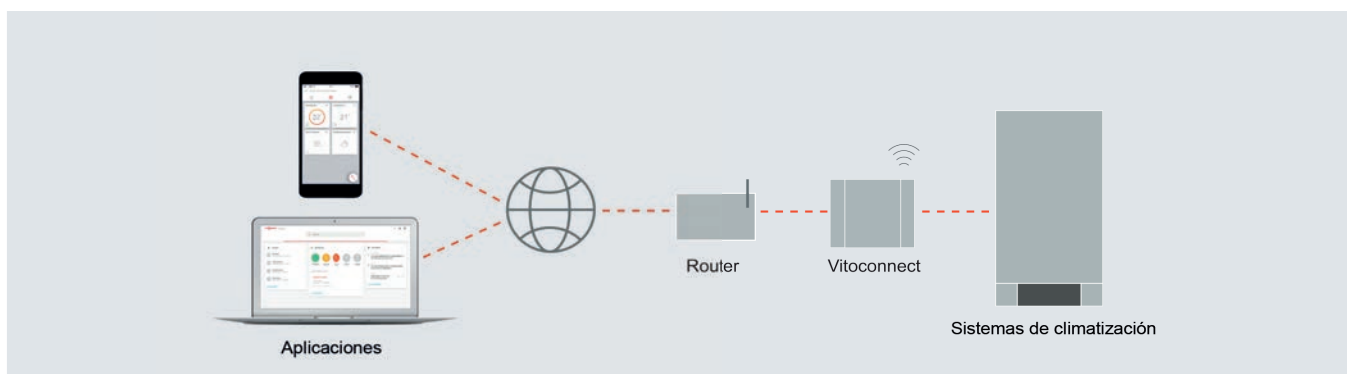 Router
Vitoconnect
Sistemas de climatización
Aplicaciones